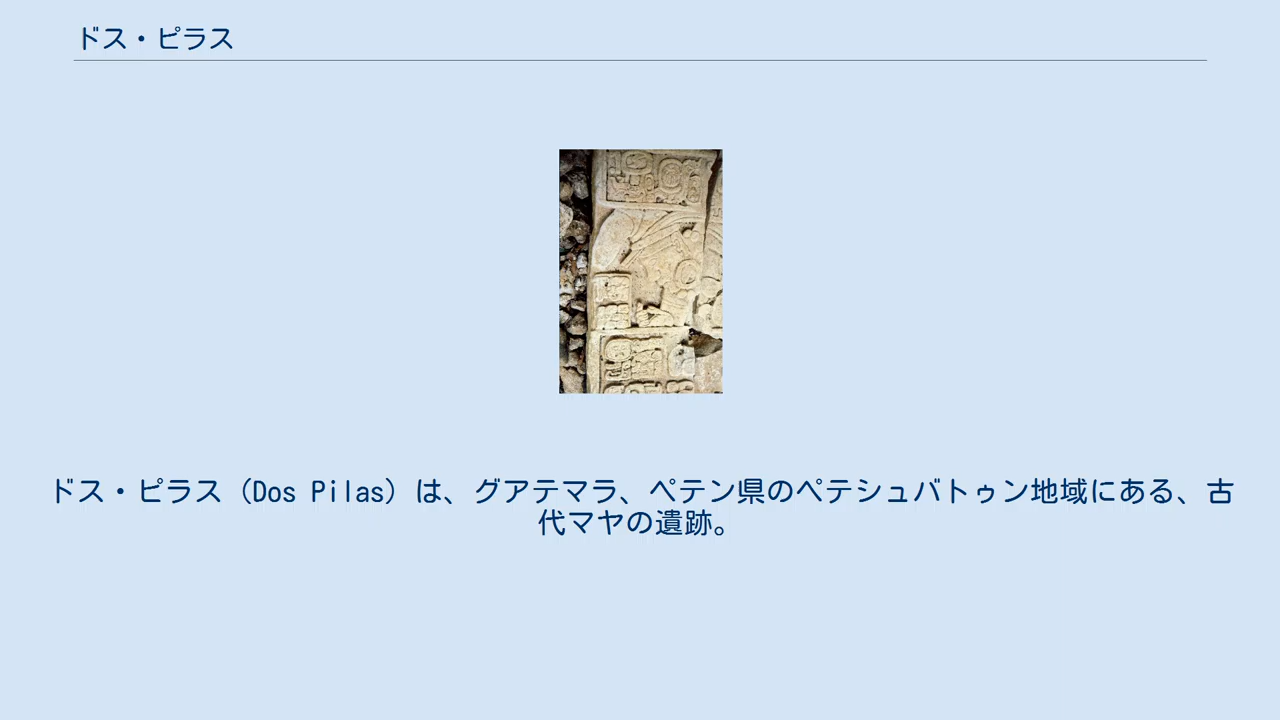 ドス・ピラス
ドス・ピラス（Dos Pilas）は、グアテマラ、ペテン県のペテシュバトゥン地域にある、古
代マヤの遺跡。